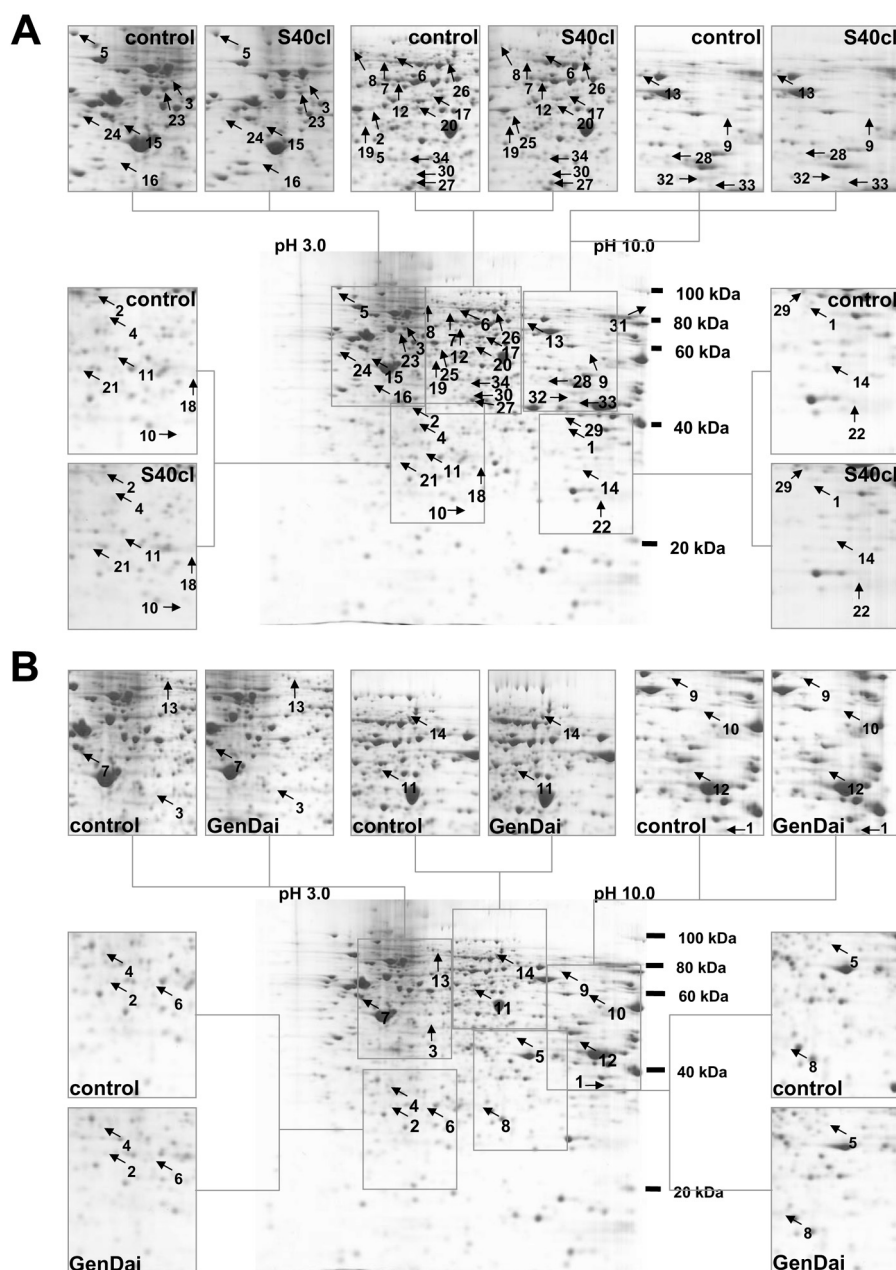 A
control S40cl control S40cl control S40cl
5 3 23 24 15 16
5 3 23 24 15 16
8 7 6 26 12 17 20 2 19 5 34 30 27
8 7 6 26 12 17 20 25 19 34 30 27
13 9 28 32 33
13 9 28 32 33
pH 3.0 pH 10.0
100 kDa
80 kDa
60 kDa
40 kDa
20 kDa
5 3 23 24 15 16 8 7 6 26 12 17 20 25 19 34 30 27 31 13 9 28 32 33
2 4 11 21 18 10 29 1 14 22
control
2 4 11 21 18 10
S40cl
2 4 11 21 18 10
control
29 1 14 22
S40cl
29 1 14 22
B
13 7 3
control
13 7 3
GenDai
14 11
control
14 11
GenDai
9 10 12 1
control
9 10 12 1
GenDai
pH 3.0 pH 10.0
100 kDa
80 kDa
60 kDa
40 kDa
20 kDa
13 14 9 10 7 11 3 5 12 1
4 2 6 8
4 2 6
control
4 2 6
GenDai
5 8
control
5 8
GenDai